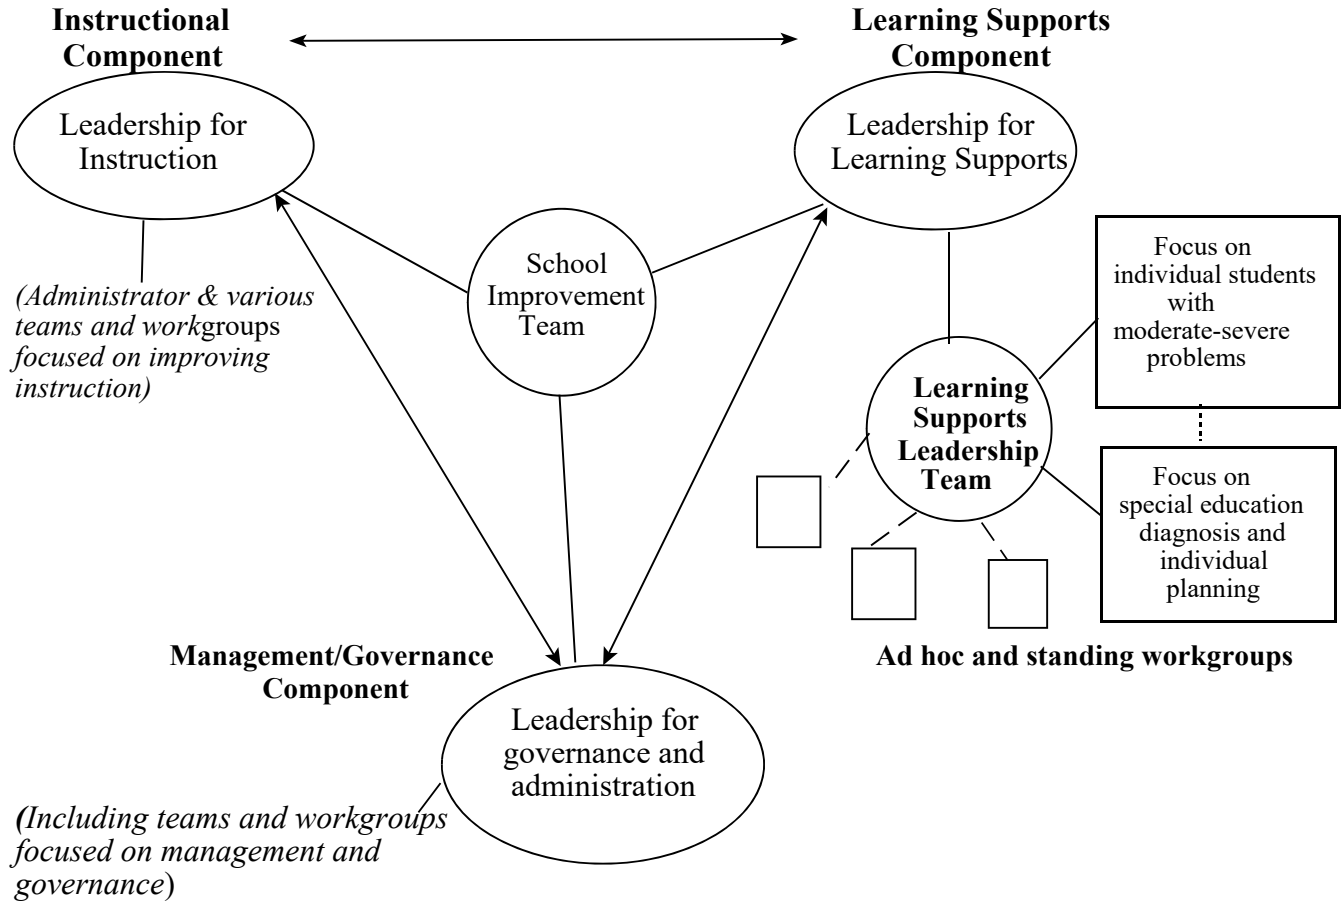 Instructional
Component
Learning Supports
Component
Leadership for
Instruction
Leadership for
Learning Supports
School
Improvement
Team
(Administrator & various
teams and workgroups
focused on improving
instruction)
Focus on
individual students
with
moderate-severe
problems
Learning
Supports
Leadership
Team
Focus on
special education
diagnosis and
individual
planning
Management/Governance
Component
Ad hoc and standing workgroups
Leadership for
governance and
administration
(Including teams and workgroups
focused on management and
governance)